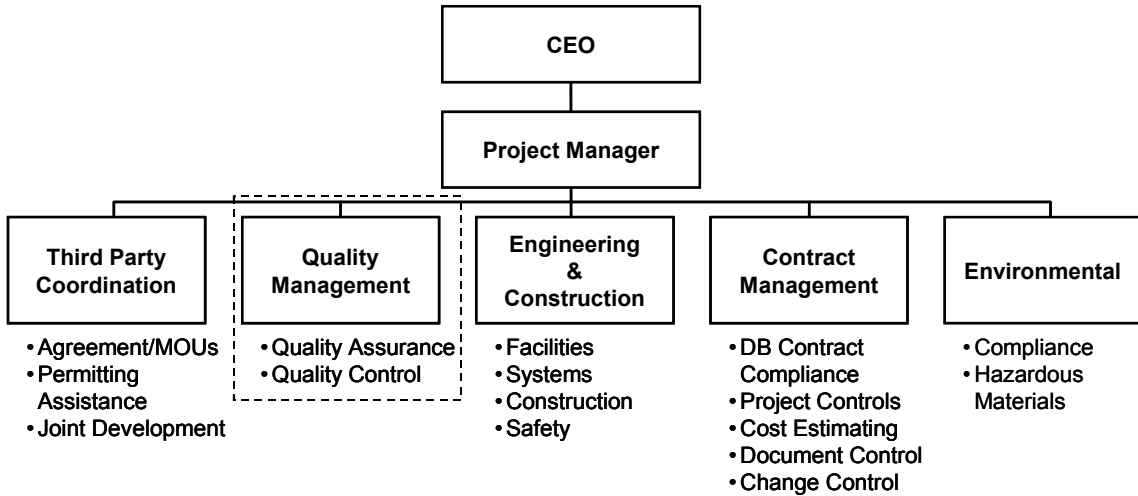 CEO
Project Manager
Third Party
Coordination
• Agreement/MOUs
• Permitting
Assistance
• Joint Development
Quality
Management
• Quality Assurance
• Quality Control
Engineering
&
Construction
• Facilities
• Systems
• Construction
• Safety
Contract
Management
• DB Contract
Compliance
• Project Controls
• Cost Estimating
• Document Control
• Change Control
Environmental
• Compliance
• Hazardous
Materials